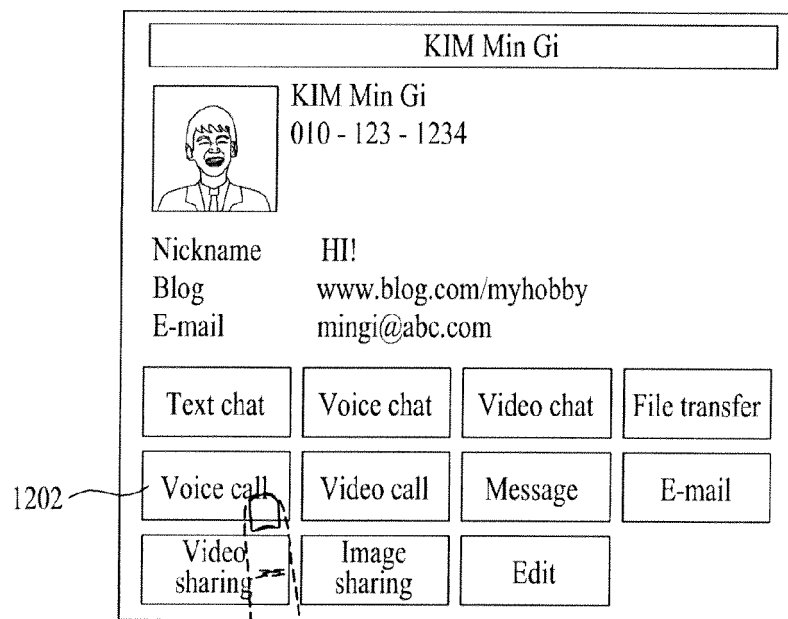 KIM Min Gi
KIM Min Gi
010 - 123 - 1234
Nickname HI!
Blog www.blog.com/myhobby
E-mail mingi@abc.com
Text chat Voice chat Video chat File transfer
1202 Voice call Video call Message E-mail
Video sharing Image sharing Edit